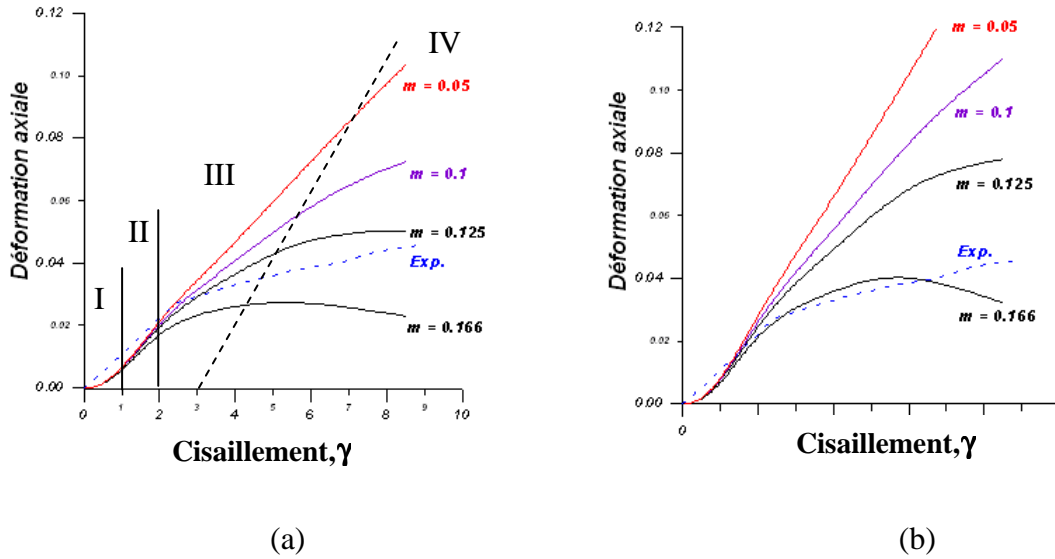 0.12
0.10
0.08
0.06
0.04
0.02
0.00
Déformation axiale
I
II
III
IV
m = 0.05
m = 0.1
m = 0.125
Exp.
m = 0.166
0 1 2 3 4 5 6 7 8 9 10
Cisaillement,γ
(a)
0.12
0.10
0.08
0.06
0.04
0.02
0.00
Déformation axiale
m = 0.05
m = 0.1
m = 0.125
Exp.
m = 0.166
0
Cisaillement,γ
(b)